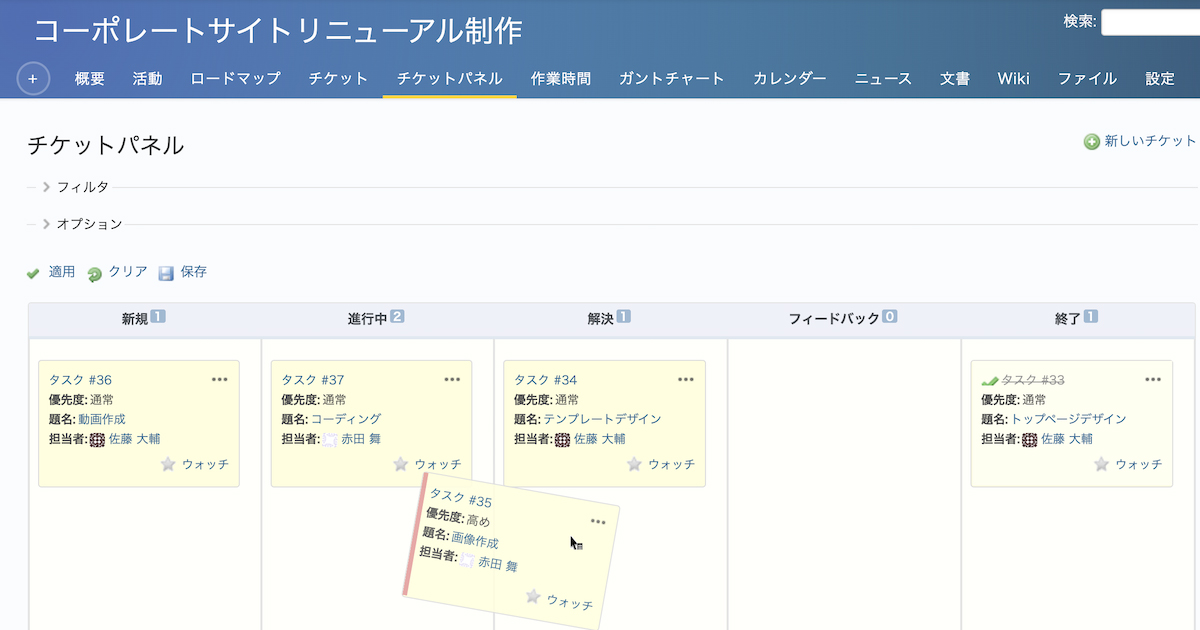 コーポレートサイトリニューアル制作
検索:
+ 概要 活動 ロードマップ チケット チケットパネル 作業時間 ガントチャート カレンダー ニュース 文書 Wiki ファイル 設定
チケットパネル
新しいチケット
フィルタ
オプション
適用 クリア 保存
新規 1 進行中 2 解決 1 フィードバック 0 終了 1
タスク #36
優先度: 通常
題名: 動画作成
担当者: 佐藤 大輔
ウォッチ
タスク #37
優先度: 通常
題名: コーディング
担当者: 赤田 舞
ウォッチ
タスク #34
優先度: 通常
題名: テンプレートデザイン
担当者: 佐藤 大輔
ウォッチ
タスク #33
優先度: 通常
題名: トップページデザイン
担当者: 佐藤 大輔
ウォッチ
タスク #35
優先度: 高め
題名: 画像作成
担当者: 赤田 舞
ウォッチ